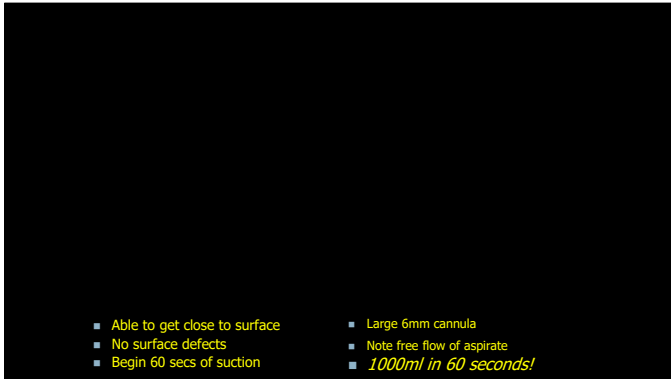 Able to get close to surface
No surface defects
Begin 60 secs of suction
Large 6mm cannula
Note free flow of aspirate
1000ml in 60 seconds!